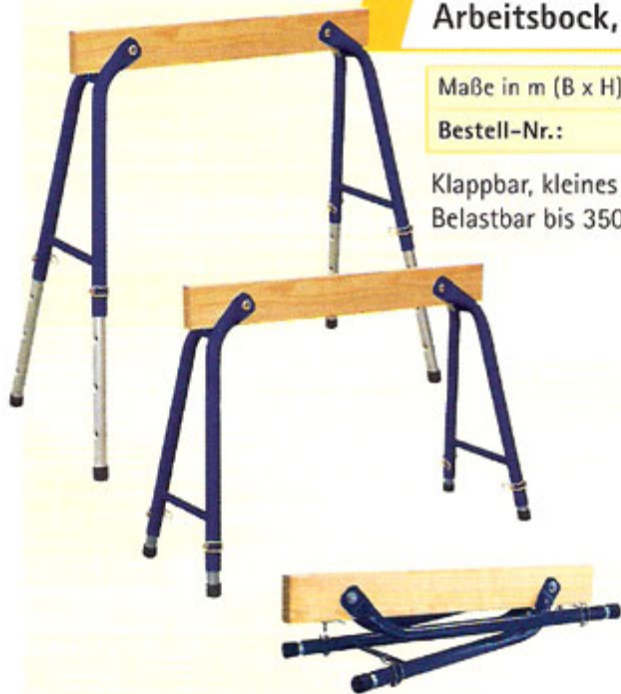 Arbeitsbock,
Maße in m (B x H)
Bestell-Nr.:
Klappbar, kleines
Belastbar bis 350